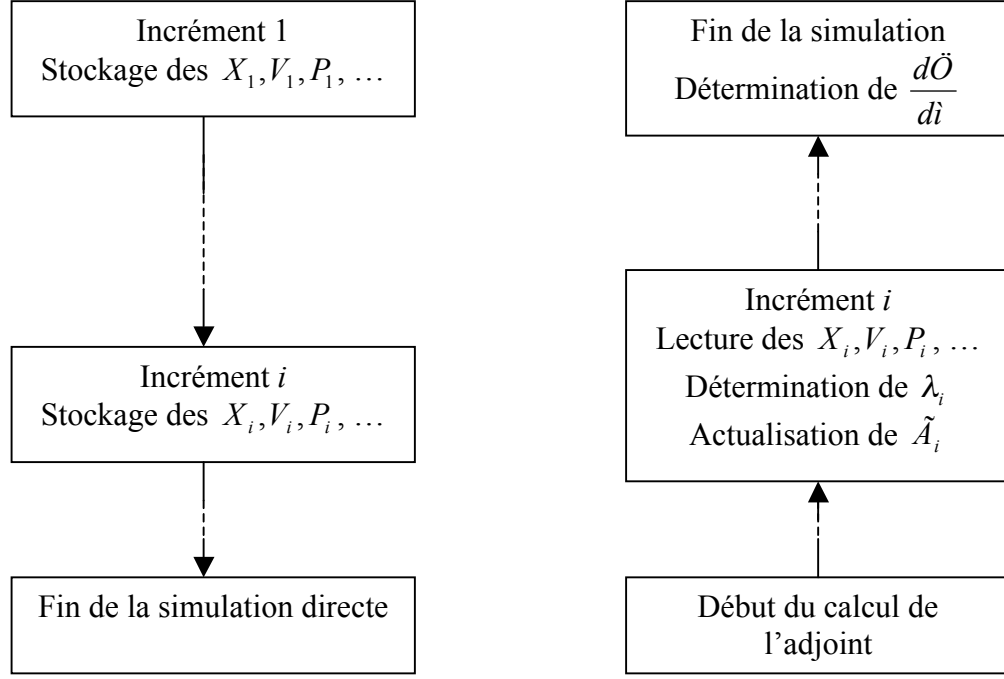 Incrément 1
Stockage des X₁,V₁,P₁, …
Incrément i
Stockage des Xᵢ,Vᵢ,Pᵢ, …
Fin de la simulation directe
Fin de la simulation
Détermination de dÖ/dì
Incrément i
Lecture des Xᵢ,Vᵢ,Pᵢ, …
Détermination de λᵢ
Actualisation de Ãᵢ
Début du calcul de
l’adjoint